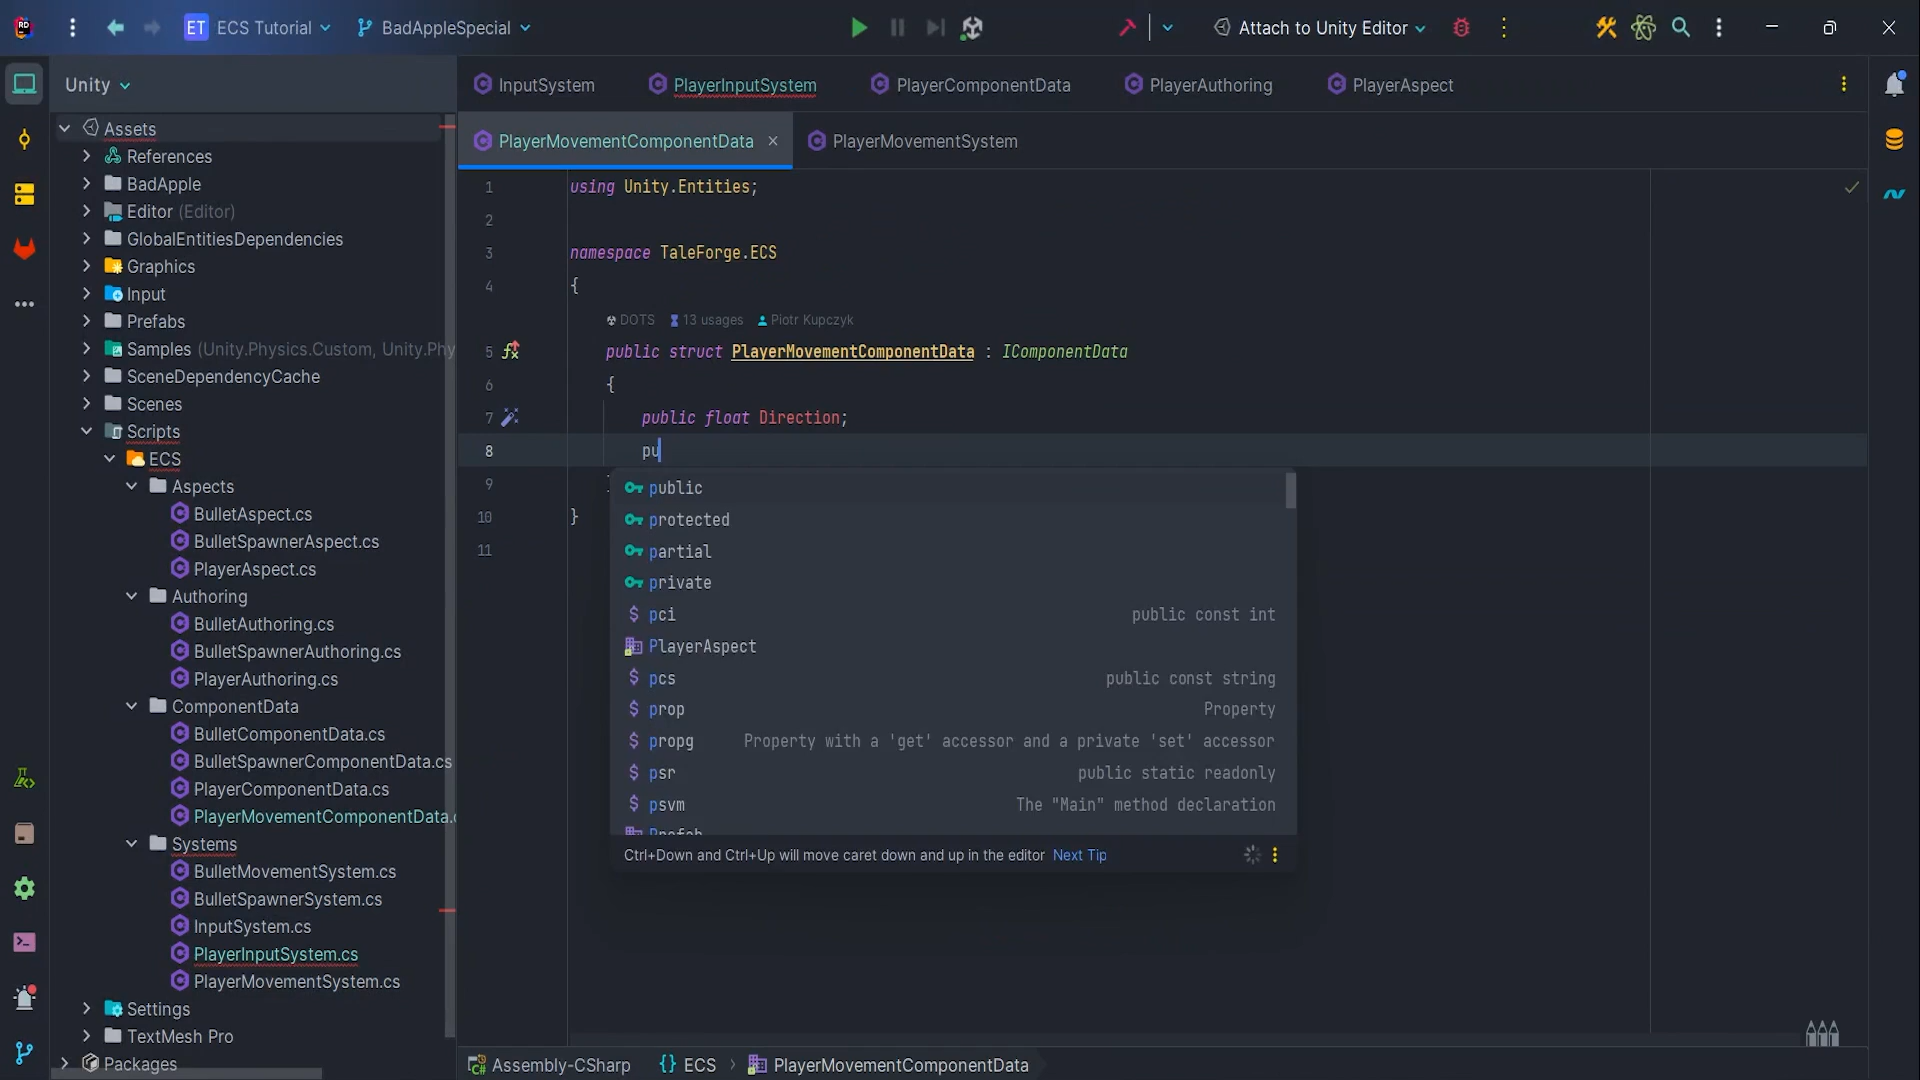 RD
ET ECS Tutorial
BadAppleSpecial
Attach to Unity Editor
Unity
InputSystem
PlayerInputSystem
PlayerComponentData
PlayerAuthoring
PlayerAspect
PlayerMovementComponentData
PlayerMovementSystem
Assets
References
BadApple
Editor (Editor)
GlobalEntitiesDependencies
Graphics
Input
Prefabs
Samples (Unity.Physics.Custom, Unity.Phy
SceneDependencyCache
Scenes
Scripts
ECS
Aspects
BulletAspect.cs
BulletSpawnerAspect.cs
PlayerAspect.cs
Authoring
BulletAuthoring.cs
BulletSpawnerAuthoring.cs
PlayerAuthoring.cs
ComponentData
BulletComponentData.cs
BulletSpawnerComponentData.cs
PlayerComponentData.cs
PlayerMovementComponentData.
Systems
BulletMovementSystem.cs
BulletSpawnerSystem.cs
InputSystem.cs
PlayerInputSystem.cs
PlayerMovementSystem.cs
Settings
TextMesh Pro
Packages
1 using Unity.Entities;
2
3 namespace TaleForge.ECS
4 {
DOTS 13 usages Piotr Kupczyk
5 public struct PlayerMovementComponentData : IComponentData
6 {
7 public float Direction;
8 pu
9
10 }
11
public
protected
partial
private
pci public const int
PlayerAspect
pcs public const string
prop Property
propg Property with a 'get' accessor and a private 'set' accessor
psr public static readonly
psvm The "Main" method declaration
Prefab
Ctrl+Down and Ctrl+Up will move caret down and up in the editor Next Tip
Assembly-CSharp
{} ECS
PlayerMovementComponentData